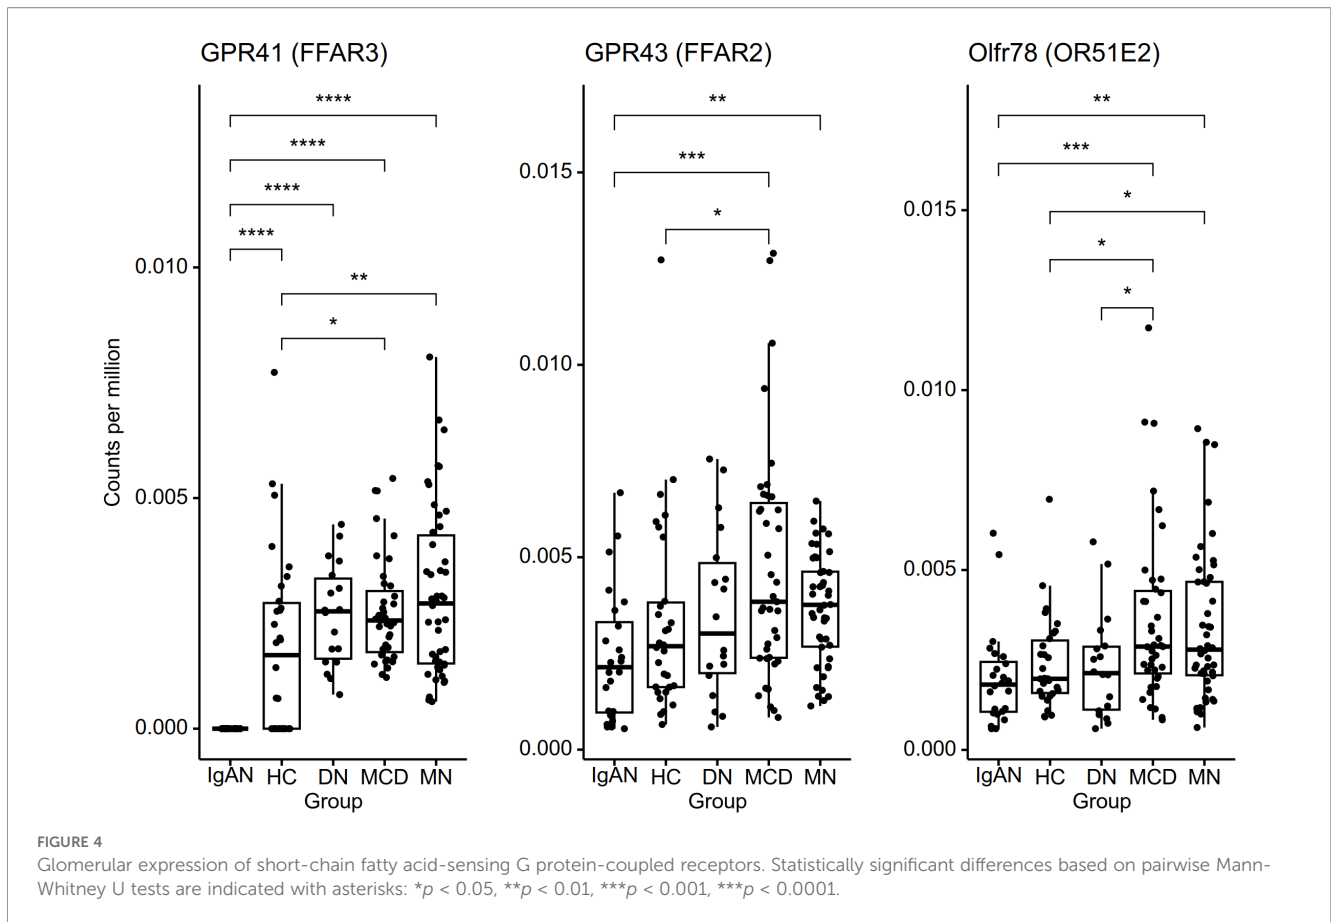 GPR41 (FFAR3)
GPR43 (FFAR2)
Olfr78 (OR51E2)
Counts per million
0.010
0.005
0.000
****
****
****
****
**
*
IgAN HC DN MCD MN
Group
0.015
0.010
0.005
0.000
**
***
*
IgAN HC DN MCD MN
Group
0.015
0.010
0.005
0.000
**
***
*
*
*
IgAN HC DN MCD MN
Group
FIGURE 4
Glomerular expression of short-chain fatty acid-sensing G protein-coupled receptors. Statistically significant differences based on pairwise Mann-
Whitney U tests are indicated with asterisks: *p < 0.05, **p < 0.01, ***p < 0.001, ***p < 0.0001.